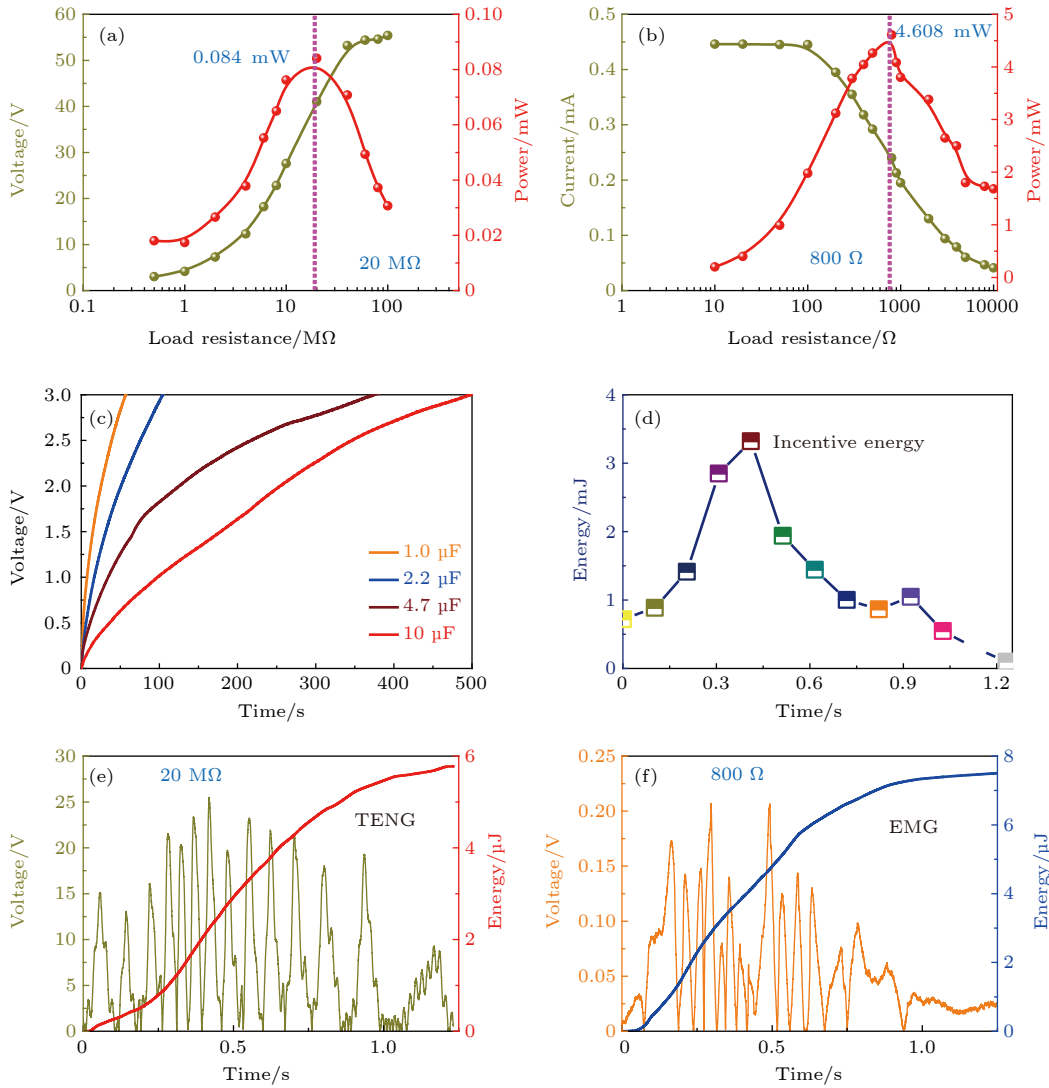 (a)
0.084 mW
20 MΩ
Voltage/V
Power/mW
Load resistance/MΩ
0
10
20
30
40
50
60
0.1
1
10
100
0
0.02
0.04
0.06
0.08
0.10
(b)
4.608 mW
800 Ω
Current/mA
Power/mW
Load resistance/Ω
0
0.1
0.2
0.3
0.4
0.5
1
10
100
1000
10000
0
1
2
3
4
5
(c)
1.0 µF
2.2 µF
4.7 µF
10 µF
Voltage/V
Time/s
0
0.5
1.0
1.5
2.0
2.5
3.0
0
100
200
300
400
500
(d)
Incentive energy
Energy/mJ
Time/s
0
1
2
3
4
0
0.3
0.6
0.9
1.2
(e)
20 MΩ
TENG
Voltage/V
Energy/µJ
Time/s
0
5
10
15
20
25
30
0
0.5
1.0
0
2
4
6
(f)
800 Ω
EMG
Voltage/V
Energy/µJ
Time/s
0
0.05
0.10
0.15
0.20
0.25
0
0.5
1.0
0
2
4
6
8